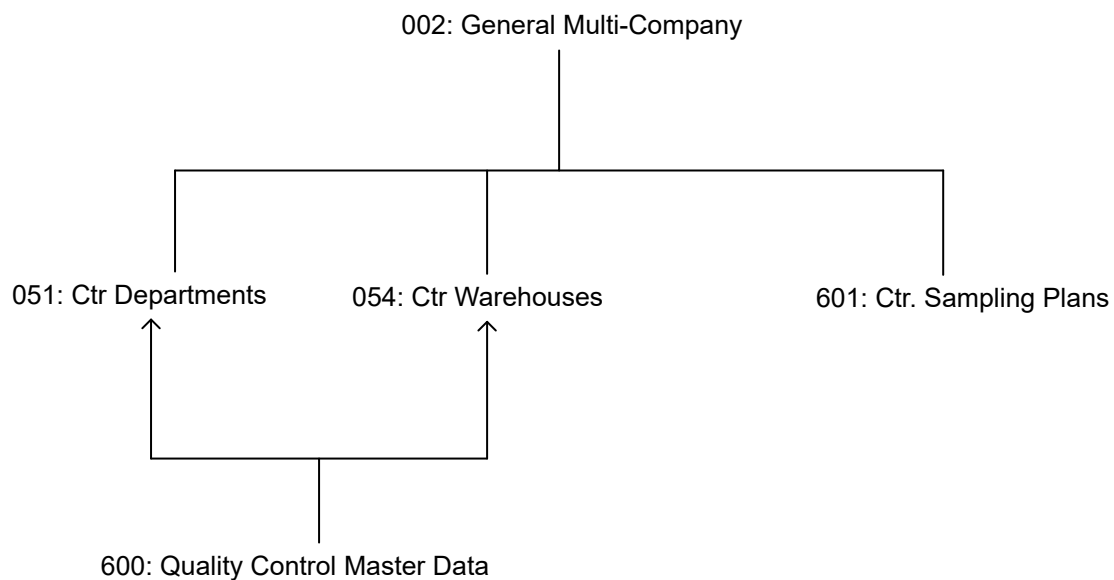 002: General Multi-Company
051: Ctr Departments
054: Ctr Warehouses
601: Ctr. Sampling Plans
600: Quality Control Master Data